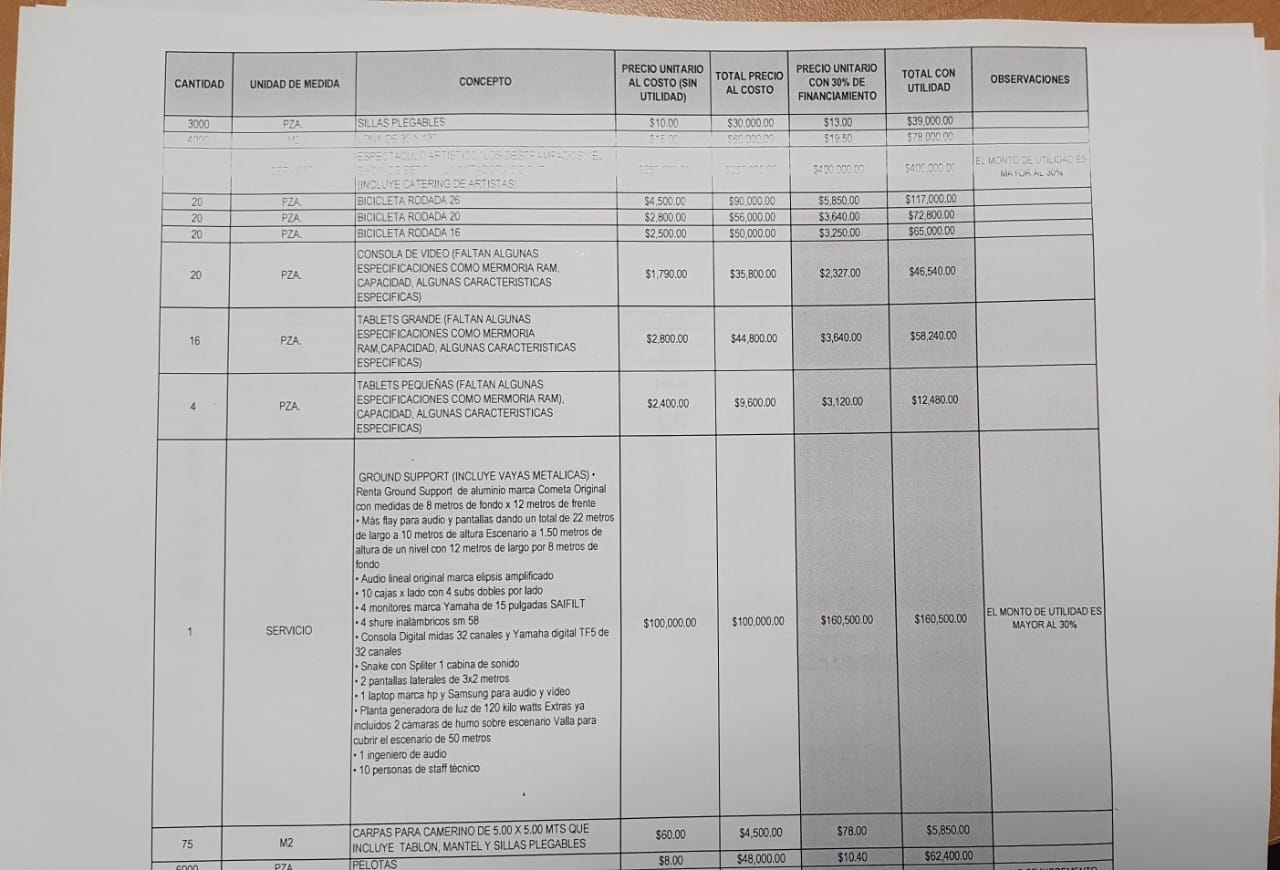 CANTIDAD UNIDAD DE MEDIDA CONCEPTO PRECIO UNITARIO AL COSTO (SIN UTILIDAD) TOTAL PRECIO AL COSTO PRECIO UNITARIO CON 30% DE FINANCIAMIENTO TOTAL CON UTILIDAD OBSERVACIONES
3000 PZA. SILLAS PLEGABLES $10.00 $30,000.00 $13.00 $39,000.00
4000 M2 $15.00 $60,000.00 $19.50 $78,000.00
ESPECTACULO ARTISTICO LOS DESTRAMPADOS Y EL
(INCLUYE CATERING DE ARTISTAS) $400,000.00 $400,000.00 EL MONTO DE UTILIDAD ES
MAYOR AL 30%
20 PZA. BICICLETA RODADA 26 $4,500.00 $90,000.00 $5,850.00 $117,000.00
20 PZA. BICICLETA RODADA 20 $2,800.00 $56,000.00 $3,640.00 $72,800.00
20 PZA. BICICLETA RODADA 16 $2,500.00 $50,000.00 $3,250.00 $65,000.00
CONSOLA DE VIDEO (FALTAN ALGUNAS
ESPECIFICACIONES COMO MERMORIA RAM,
CAPACIDAD, ALGUNAS CARACTERISTICAS
ESPECIFICAS)
20 PZA. $1,790.00 $35,800.00 $2,327.00 $46,540.00
TABLETS GRANDE (FALTAN ALGUNAS
ESPECIFICACIONES COMO MERMORIA
RAM,CAPACIDAD, ALGUNAS CARACTERISTICAS
ESPECIFICAS)
16 PZA. $2,800.00 $44,800.00 $3,640.00 $58,240.00
TABLETS PEQUEÑAS (FALTAN ALGUNAS
ESPECIFICACIONES COMO MERMORIA RAM),
CAPACIDAD, ALGUNAS CARACTERISTICAS
ESPECIFICAS)
4 PZA. $2,400.00 $9,600.00 $3,120.00 $12,480.00
GROUND SUPPORT (INCLUYE VAYAS METALICAS) •
Renta Ground Support de aluminio marca Cometa Original
con medidas de 8 metros de fondo x 12 metros de frente
• Más flay para audio y pantallas dando un total de 22 metros
de largo a 10 metros de altura Escenario a 1.50 metros de
altura de un nivel con 12 metros de largo por 8 metros de
fondo
• Audio lineal original marca elipsis amplificado
• 10 cajas x lado con 4 subs dobles por lado
• 4 monitores marca Yamaha de 15 pulgadas SAIFILT
• 4 shure inalámbricos sm 58
• Consola Digital midas 32 canales y Yamaha digital TF5 de
32 canales
• Snake con Spliter 1 cabina de sonido
• 2 pantallas laterales de 3x2 metros
• 1 laptop marca hp y Samsung para audio y video
• Planta generadora de luz de 120 kilo watts Extras ya
incluidos 2 cámaras de humo sobre escenario Valla para
cubrir el escenario de 50 metros
• 1 ingeniero de audio
• 10 personas de staff técnico
1 SERVICIO $100,000.00 $100,000.00 $160,500.00 $160,500.00 EL MONTO DE UTILIDAD ES
MAYOR AL 30%
CARPAS PARA CAMERINO DE 5.00 X 5.00 MTS QUE
INCLUYE TABLON, MANTEL Y SILLAS PLEGABLES
75 M2 $60.00 $4,500.00 $78.00 $5,850.00
6000 PZA. PELOTAS $8.00 $48,000.00 $10.40 $62,400.00